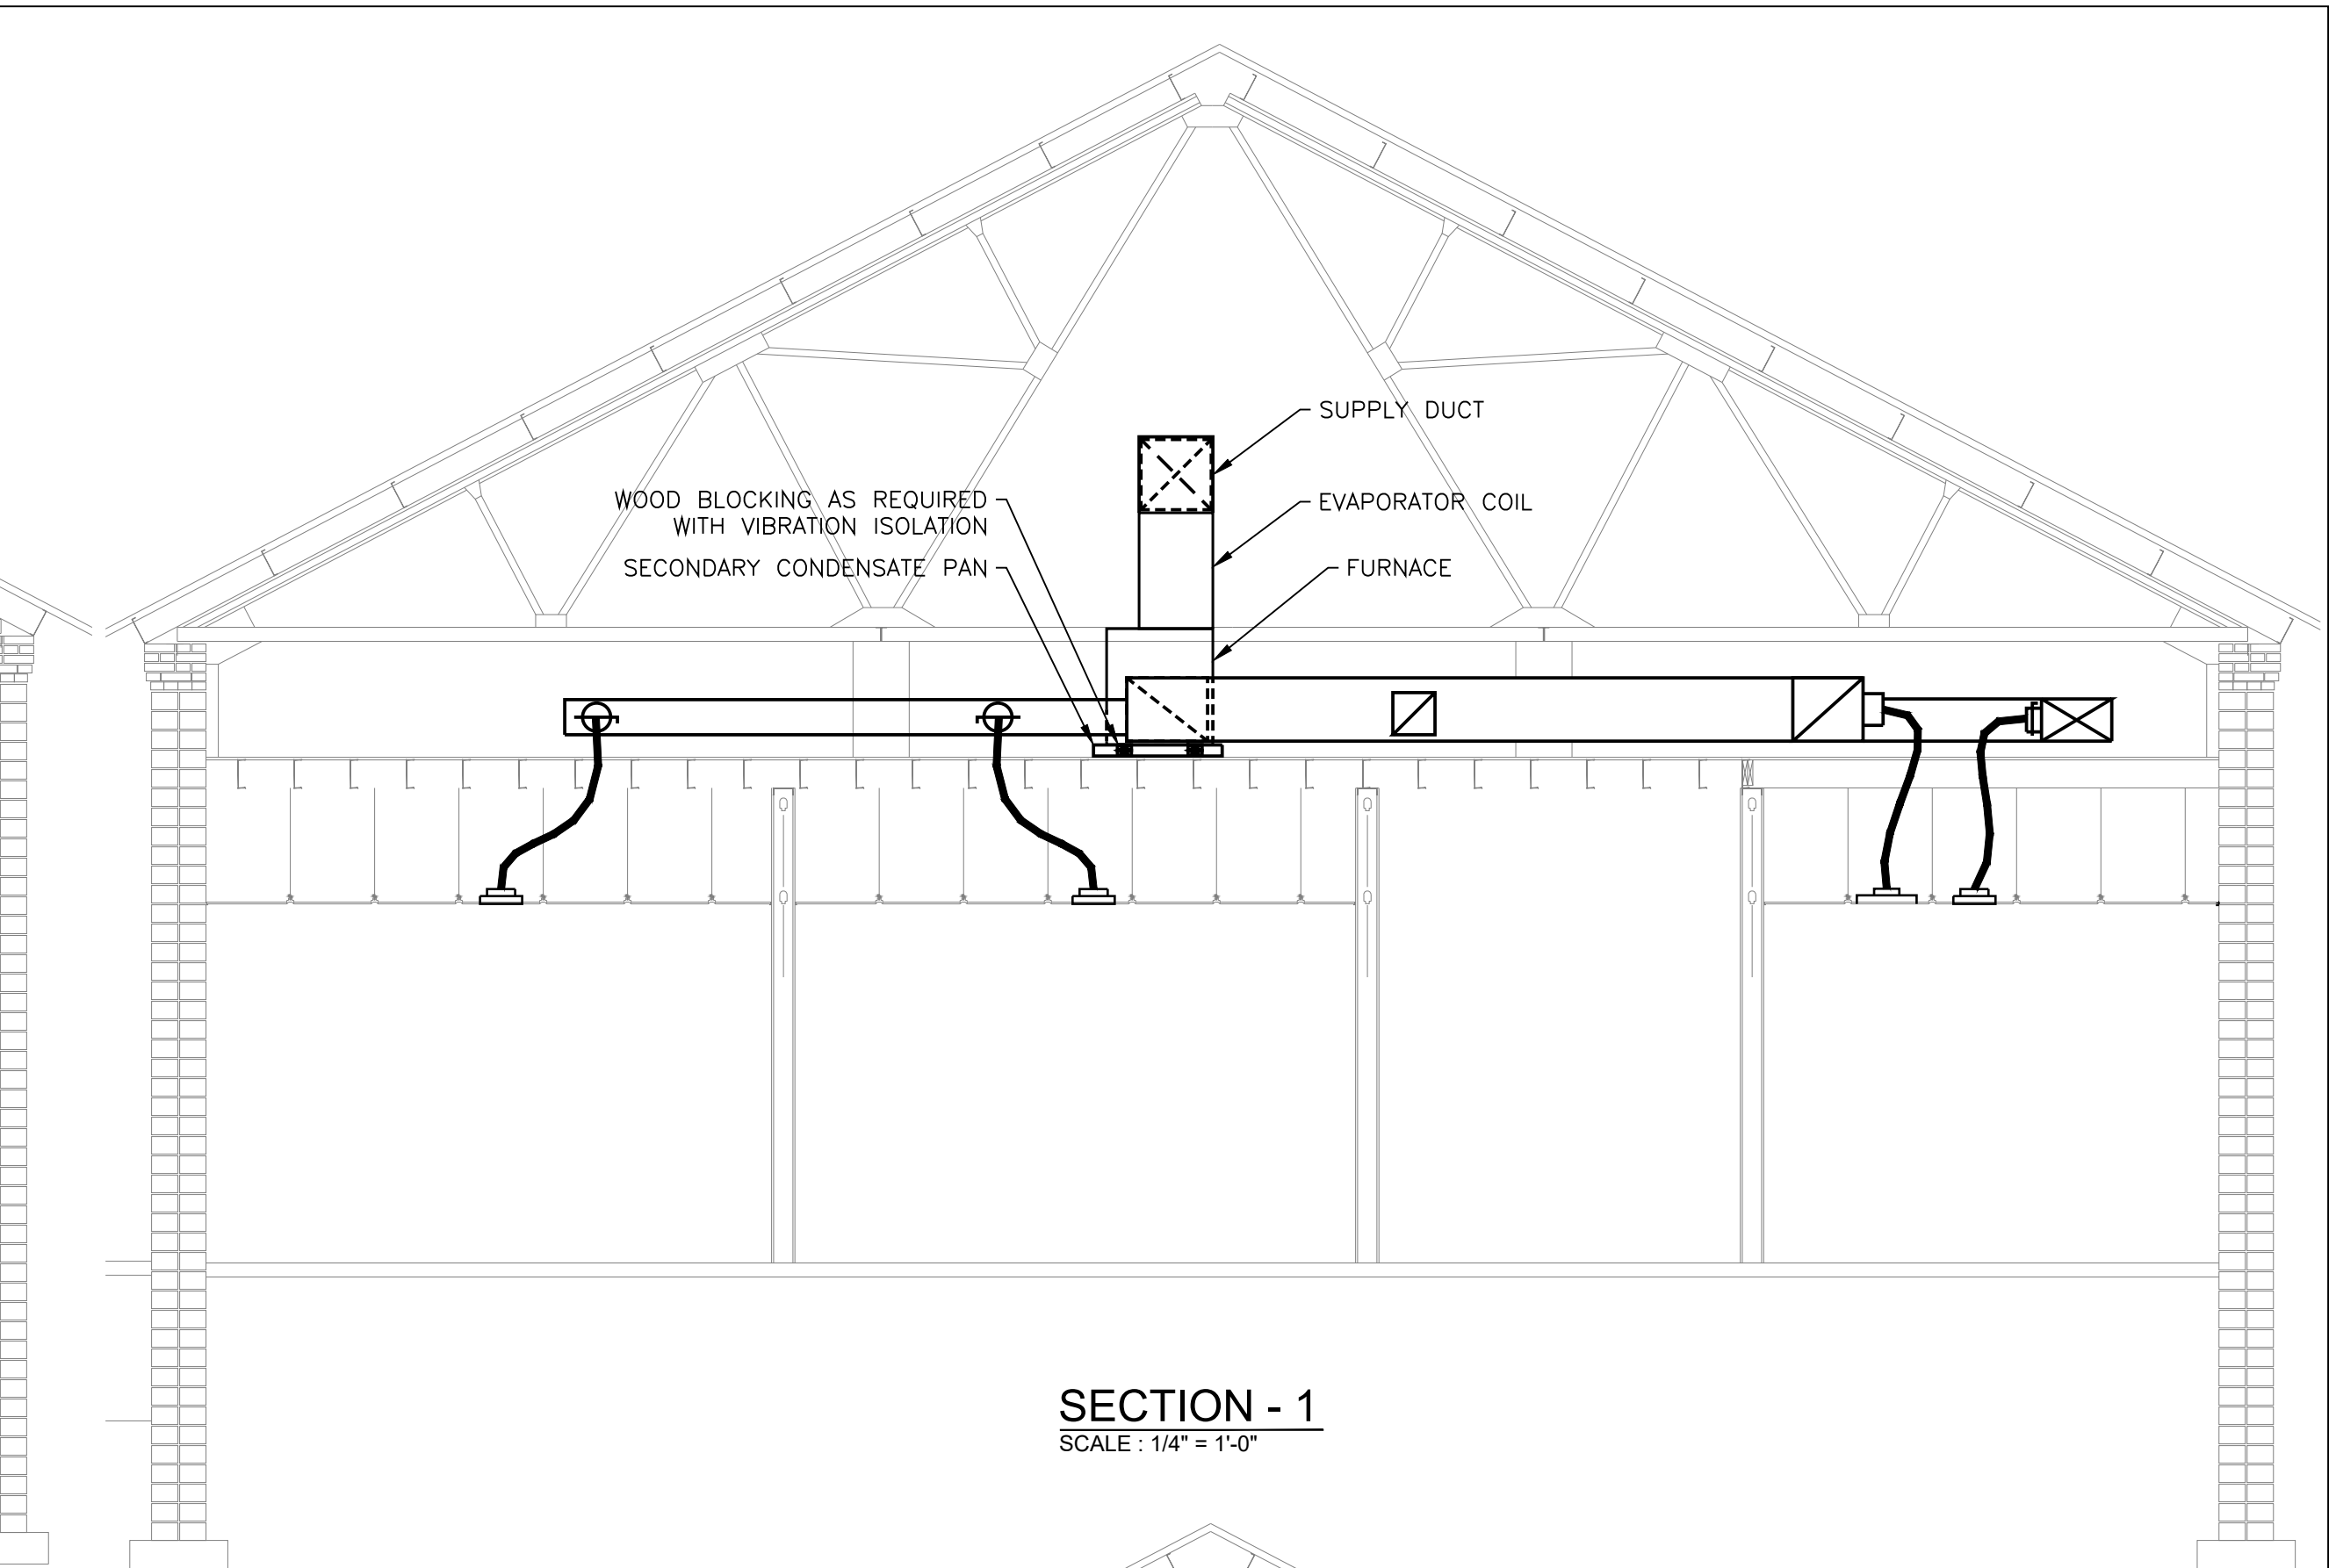 SUPPLY DUCT
WOOD BLOCKING AS REQUIRED
WITH VIBRATION ISOLATION
EVAPORATOR COIL
SECONDARY CONDENSATE PAN
FURNACE
SECTION - 1
SCALE : 1/4" = 1'-0"